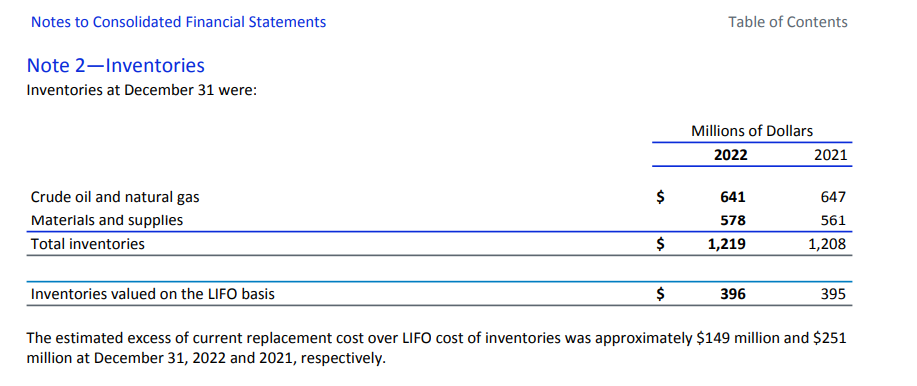 Notes to Consolidated Financial Statements Table of Contents
Note 2—Inventories
Inventories at December 31 were:
Millions of Dollars
2022 2021
Crude oil and natural gas $ 641 647
Materials and supplies 578 561
Total inventories $ 1,219 1,208
Inventories valued on the LIFO basis $ 396 395
The estimated excess of current replacement cost over LIFO cost of inventories was approximately $149 million and $251
million at December 31, 2022 and 2021, respectively.